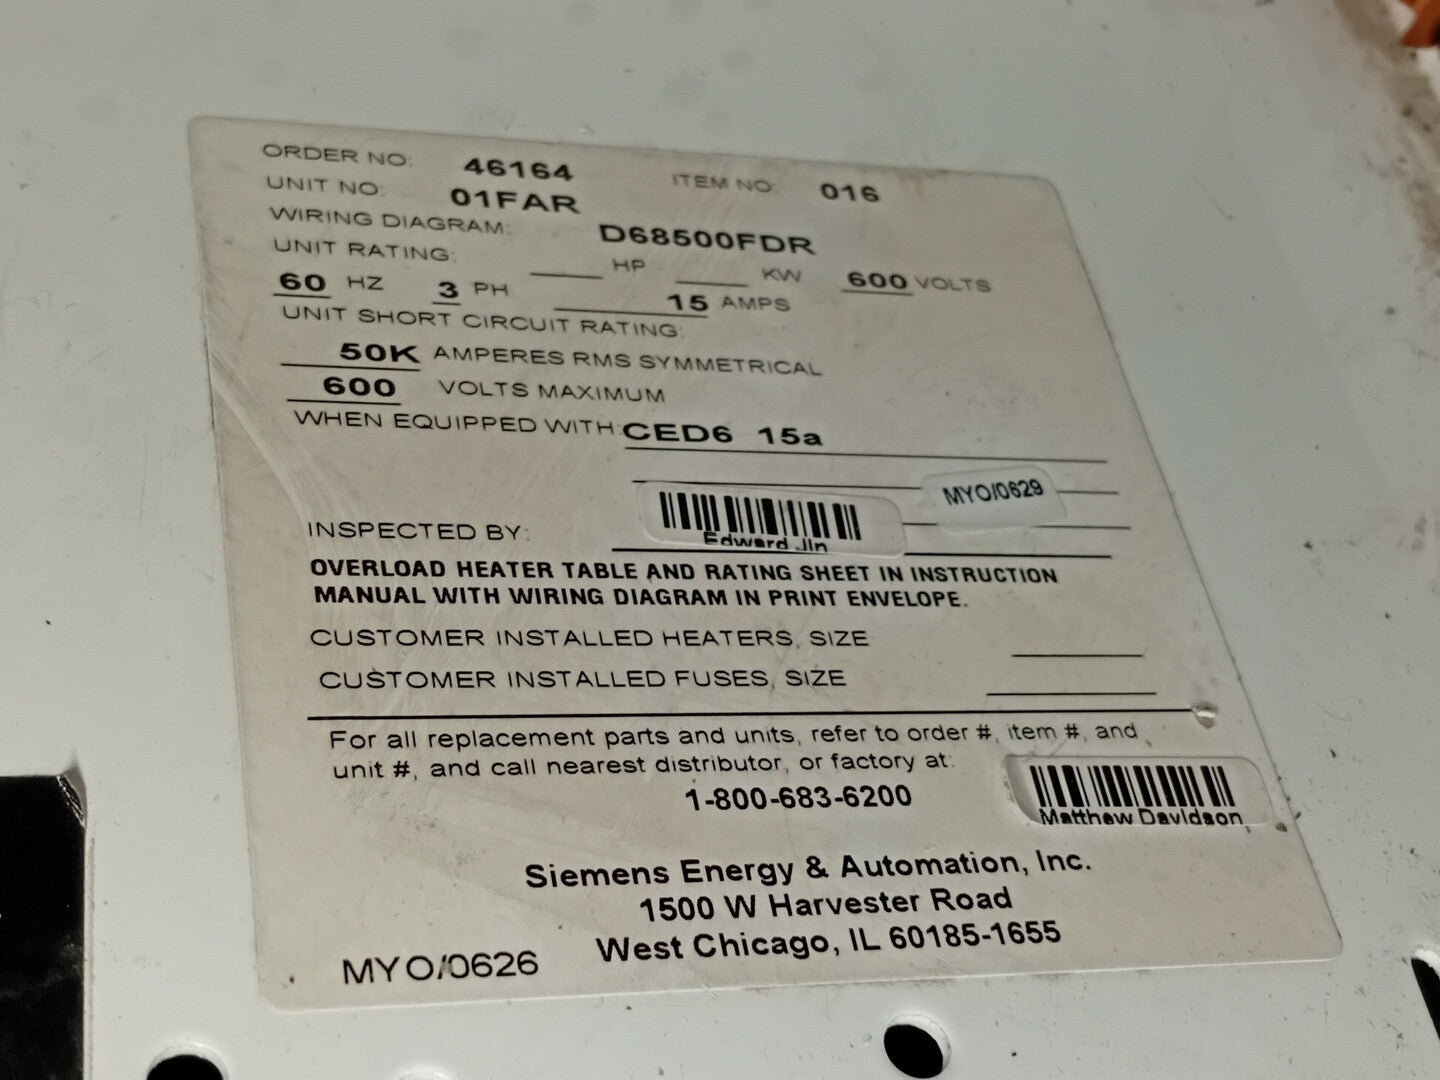 ORDER NO: 46164 ITEM NO: 016
UNIT NO: 01FAR
WIRING DIAGRAM: D68500FDR
UNIT RATING: HP KW 600 VOLTS
60 HZ 3 PH 15 AMPS
UNIT SHORT CIRCUIT RATING:
50K AMPERES RMS SYMMETRICAL
600 VOLTS MAXIMUM
WHEN EQUIPPED WITH: CED6 15a
MYO/0629
INSPECTED BY: Edward Jin
OVERLOAD HEATER TABLE AND RATING SHEET IN INSTRUCTION
MANUAL WITH WIRING DIAGRAM IN PRINT ENVELOPE.
CUSTOMER INSTALLED HEATERS, SIZE
CUSTOMER INSTALLED FUSES, SIZE
For all replacement parts and units, refer to order #, item #, and
unit #, and call nearest distributor, or factory at:
1-800-683-6200
Matthew Davidson
Siemens Energy & Automation, Inc.
1500 W Harvester Road
West Chicago, IL 60185-1655
MYO/0626